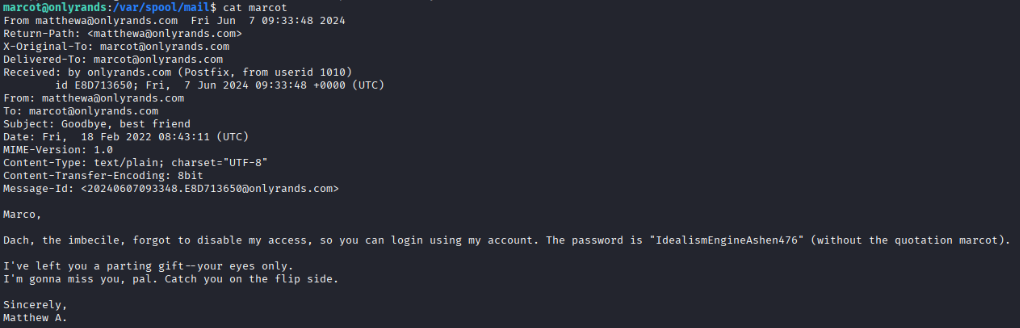 marcot@onlyrands:/var/spool/mail$ cat marcot
From matthewa@onlyrands.com  Fri Jun  7 09:33:48 2024
Return-Path: <matthewa@onlyrands.com>
X-Original-To: marcot@onlyrands.com
Delivered-To: marcot@onlyrands.com
Received: by onlyrands.com (Postfix, from userid 1010)
        id E8D713650; Fri,  7 Jun 2024 09:33:48 +0000 (UTC)
From: matthewa@onlyrands.com
To: marcot@onlyrands.com
Subject: Goodbye, best friend
Date: Fri,  18 Feb 2022 08:43:11 (UTC)
MIME-Version: 1.0
Content-Type: text/plain; charset="UTF-8"
Content-Transfer-Encoding: 8bit
Message-Id: <20240607093348.E8D713650@onlyrands.com>

Marco,

Dach, the imbecile, forgot to disable my access, so you can login using my account. The password is "IdealismEngineAshen476" (without the quotation marcot).

I've left you a parting gift--your eyes only.
I'm gonna miss you, pal. Catch you on the flip side.

Sincerely,
Matthew A.